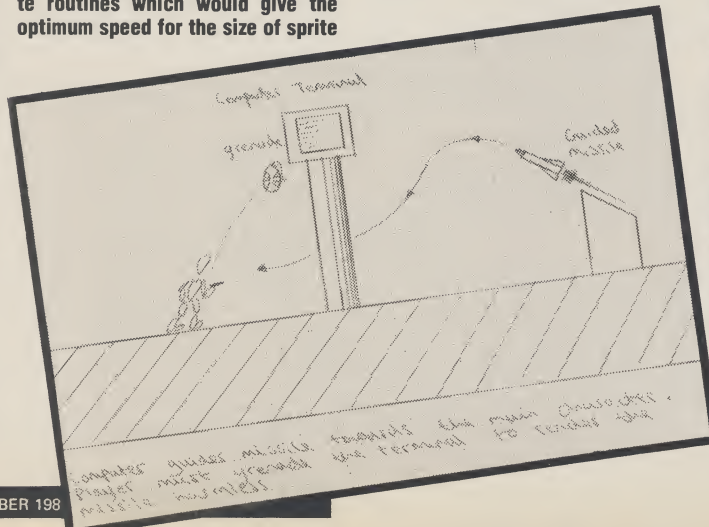 te routines which would give the
optimum speed for the size of sprite
Computer Terminal
grenade
Guided
missile
computer guides missile towards the main character.
player must grenade the terminal to render the
missile harmless.
BER 198